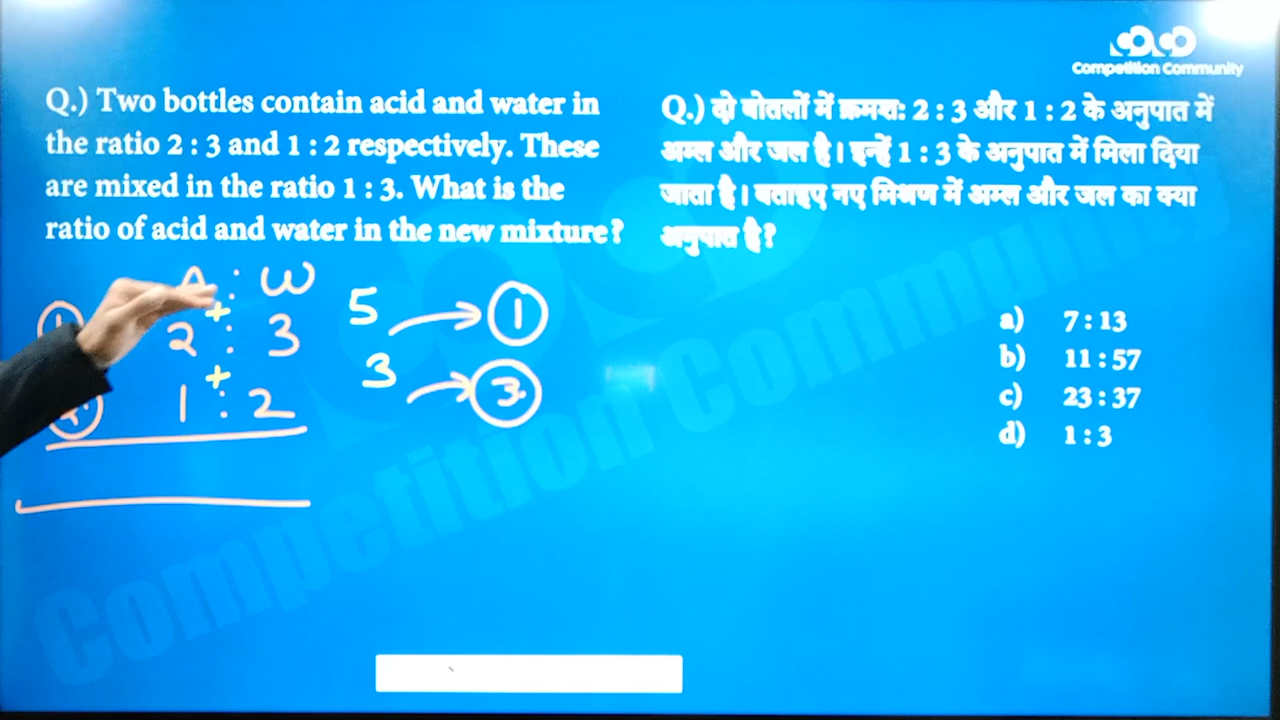 Competition Community
Q.) Two bottles contain acid and water in
the ratio 2 : 3 and 1 : 2 respectively. These
are mixed in the ratio 1 : 3. What is the
ratio of acid and water in the new mixture?
Q.) दो बोतलों में क्रमशः 2 : 3 और 1 : 2 के अनुपात में
अम्ल और जल है। इन्हें 1 : 3 के अनुपात में मिला दिया
जाता है। बताइए नए मिश्रण में अम्ल और जल का क्या
अनुपात है?
A : W
2 : 3
+
1 : 2
+
5 → 1
3 → 3
a) 7 : 13
b) 11 : 57
c) 23 : 37
d) 1 : 3
Competition Community